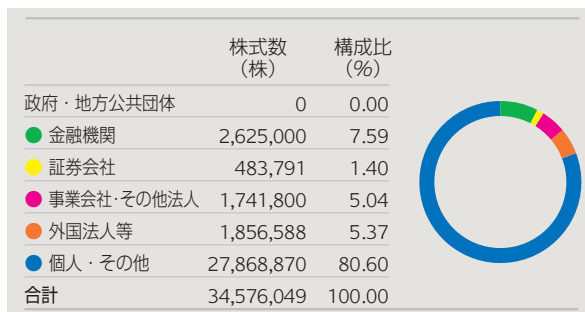 株式数 構成比
（株） （%）
政府・地方公共団体 0 0.00
金融機関 2,625,000 7.59
証券会社 483,791 1.40
事業会社・その他法人 1,741,800 5.04
外国法人等 1,856,588 5.37
個人・その他 27,868,870 80.60
合計 34,576,049 100.00